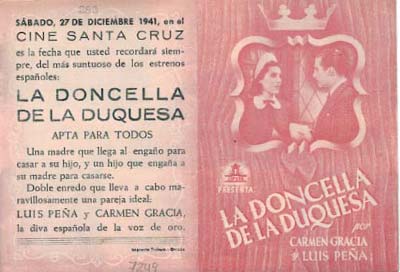 283
SÁBADO, 27 DE DICIEMBRE 1941, en el
CINE SANTA CRUZ
es la fecha que usted recordará siem-
pre, del más suntuoso de los estrenos
españoles:
LA DONCELLA
DE LA DUQUESA
APTA PARA TODOS
Una madre que llega al engaño para
casar a su hijo, y un hijo que engaña a
su madre para casarse.
Doble enredo que lleva a cabo ma-
ravillosamente una pareja ideal:
LUIS PEÑA y CARMEN GRACIA,
la diva española de la voz de oro.
7249
PRESENTA
LA DONCELLA
DE LA DUQUESA
por
CARMEN GRACIA
y LUIS PEÑA